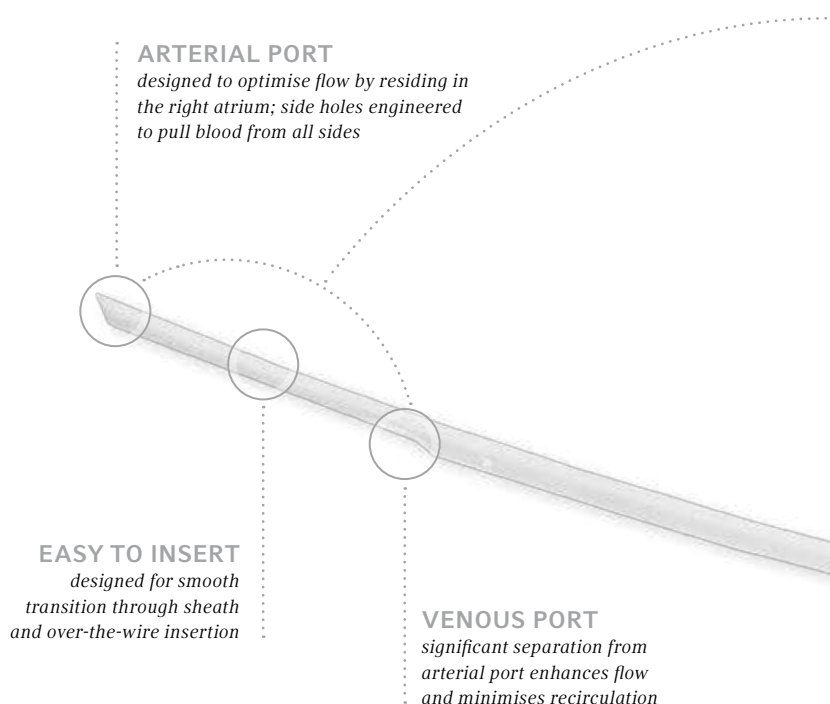 ARTERIAL PORT
designed to optimise flow by residing in
the right atrium; side holes engineered
to pull blood from all sides
EASY TO INSERT
designed for smooth
transition through sheath
and over-the-wire insertion
VENOUS PORT
significant separation from
arterial port enhances flow
and minimises recirculation